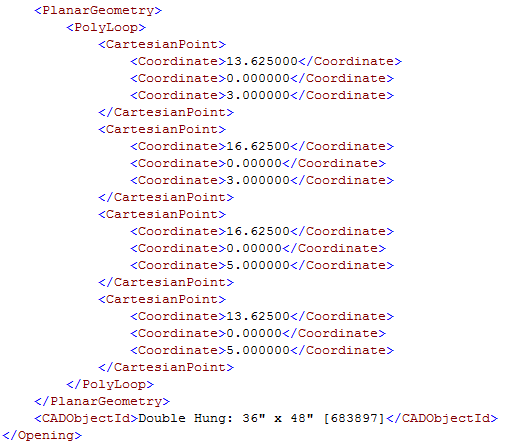 <PlanarGeometry>
<PolyLoop>
<CartesianPoint>
<Coordinate>13.625000</Coordinate>
<Coordinate>0.000000</Coordinate>
<Coordinate>3.000000</Coordinate>
</CartesianPoint>
<CartesianPoint>
<Coordinate>16.62500</Coordinate>
<Coordinate>0.00000</Coordinate>
<Coordinate>3.000000</Coordinate>
</CartesianPoint>
<CartesianPoint>
<Coordinate>16.62500</Coordinate>
<Coordinate>0.00000</Coordinate>
<Coordinate>5.000000</Coordinate>
</CartesianPoint>
<CartesianPoint>
<Coordinate>13.62500</Coordinate>
<Coordinate>0.00000</Coordinate>
<Coordinate>5.000000</Coordinate>
</CartesianPoint>
</PolyLoop>
</PlanarGeometry>
<CADObjectId>Double Hung: 36" x 48" [683897]</CADObjectId>
</Opening>